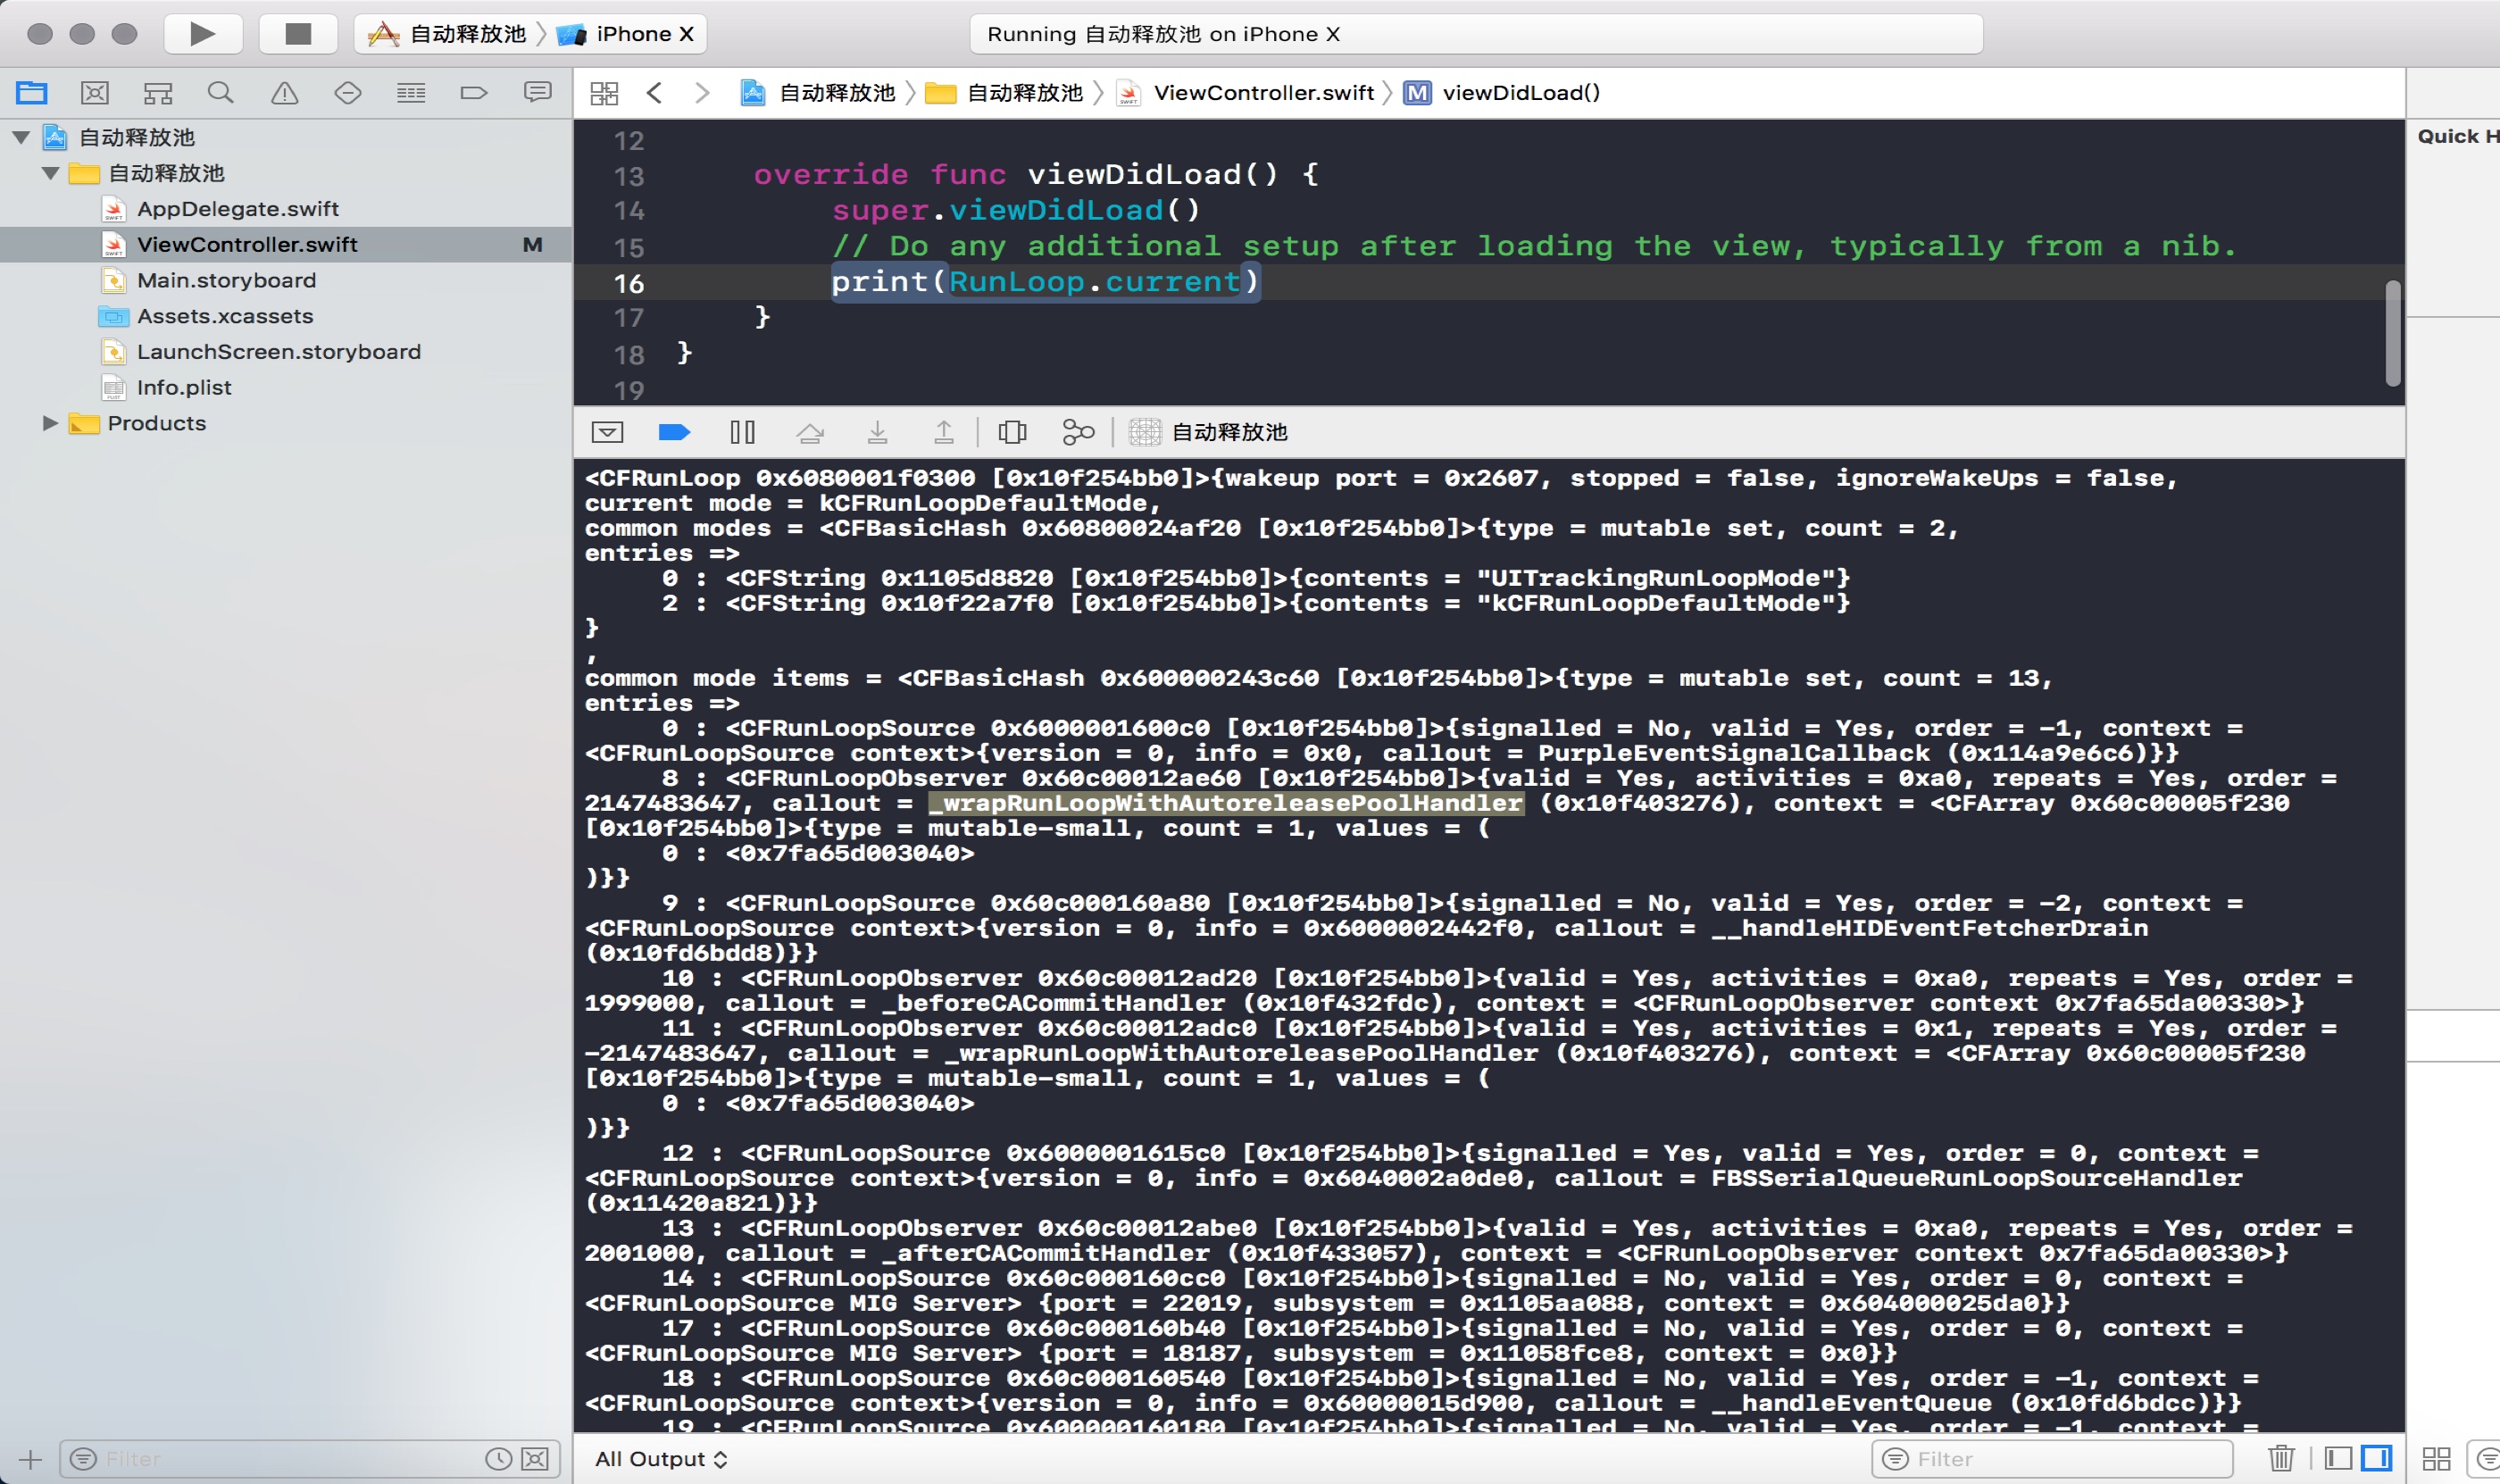 自动释放池 iPhone X
Running 自动释放池 on iPhone X
自动释放池 自动释放池 ViewController.swift M viewDidLoad()
自动释放池
自动释放池
AppDelegate.swift
ViewController.swift M
Main.storyboard
Assets.xcassets
LaunchScreen.storyboard
Info.plist
Products
Filter
12
13 override func viewDidLoad() {
14 super.viewDidLoad()
15 // Do any additional setup after loading the view, typically from a nib.
16 print(RunLoop.current)
17 }
18 }
19
自动释放池
<CFRunLoop 0x6080001f0300 [0x10f254bb0]>{wakeup port = 0x2607, stopped = false, ignoreWakeUps = false,
current mode = kCFRunLoopDefaultMode,
common modes = <CFBasicHash 0x60800024af20 [0x10f254bb0]>{type = mutable set, count = 2,
entries =>
0 : <CFString 0x1105d8820 [0x10f254bb0]>{contents = "UITrackingRunLoopMode"}
2 : <CFString 0x10f22a7f0 [0x10f254bb0]>{contents = "kCFRunLoopDefaultMode"}
}
,
common mode items = <CFBasicHash 0x600000243c60 [0x10f254bb0]>{type = mutable set, count = 13,
entries =>
0 : <CFRunLoopSource 0x6000001600c0 [0x10f254bb0]>{signalled = No, valid = Yes, order = -1, context =
<CFRunLoopSource context>{version = 0, info = 0x0, callout = PurpleEventSignalCallback (0x114a9e6c6)}}
8 : <CFRunLoopObserver 0x60c00012ae60 [0x10f254bb0]>{valid = Yes, activities = 0xa0, repeats = Yes, order =
2147483647, callout = _wrapRunLoopWithAutoreleasePoolHandler (0x10f403276), context = <CFArray 0x60c00005f230
[0x10f254bb0]>{type = mutable-small, count = 1, values = (
0 : <0x7fa65d003040>
)}}
9 : <CFRunLoopSource 0x60c000160a80 [0x10f254bb0]>{signalled = No, valid = Yes, order = -2, context =
<CFRunLoopSource context>{version = 0, info = 0x6000002442f0, callout = __handleHIDEventFetcherDrain
(0x10fd6bdd8)}}
10 : <CFRunLoopObserver 0x60c00012ad20 [0x10f254bb0]>{valid = Yes, activities = 0xa0, repeats = Yes, order =
1999000, callout = _beforeCACommitHandler (0x10f432fdc), context = <CFRunLoopObserver context 0x7fa65da00330>}
11 : <CFRunLoopObserver 0x60c00012adc0 [0x10f254bb0]>{valid = Yes, activities = 0x1, repeats = Yes, order =
-2147483647, callout = _wrapRunLoopWithAutoreleasePoolHandler (0x10f403276), context = <CFArray 0x60c00005f230
[0x10f254bb0]>{type = mutable-small, count = 1, values = (
0 : <0x7fa65d003040>
)}}
12 : <CFRunLoopSource 0x6000001615c0 [0x10f254bb0]>{signalled = Yes, valid = Yes, order = 0, context =
<CFRunLoopSource context>{version = 0, info = 0x6040002a0de0, callout = FBSSerialQueueRunLoopSourceHandler
(0x11420a821)}}
13 : <CFRunLoopObserver 0x60c00012abe0 [0x10f254bb0]>{valid = Yes, activities = 0xa0, repeats = Yes, order =
2001000, callout = _afterCACommitHandler (0x10f433057), context = <CFRunLoopObserver context 0x7fa65da00330>}
14 : <CFRunLoopSource 0x60c000160cc0 [0x10f254bb0]>{signalled = No, valid = Yes, order = 0, context =
<CFRunLoopSource MIG Server> {port = 22019, subsystem = 0x1105aa088, context = 0x604000025da0}}
17 : <CFRunLoopSource 0x60c000160b40 [0x10f254bb0]>{signalled = No, valid = Yes, order = 0, context =
<CFRunLoopSource MIG Server> {port = 18187, subsystem = 0x11058fce8, context = 0x0}}
18 : <CFRunLoopSource 0x60c000160540 [0x10f254bb0]>{signalled = No, valid = Yes, order = -1, context =
<CFRunLoopSource context>{version = 0, info = 0x60000015d900, callout = __handleEventQueue (0x10fd6bdcc)}}
19 : <CFRunLoopSource 0x600000160180 [0x10f254bb0]>{signalled = No, valid = Yes, order = -1, context =
All Output
Filter
Quick H